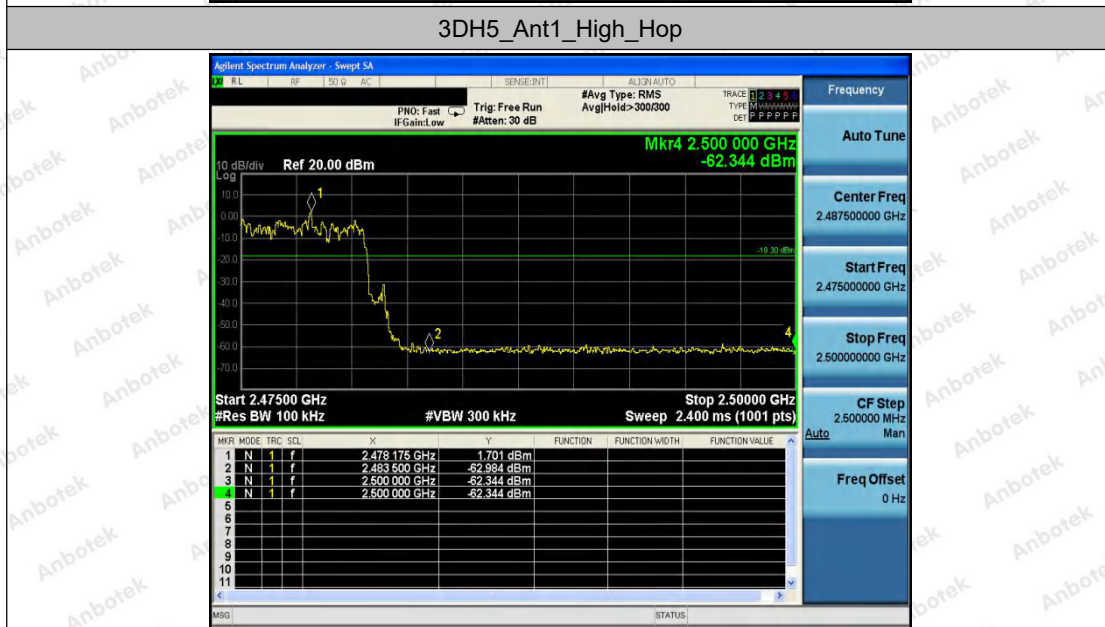 3DH5_Ant1_High_Hop
Agilent Spectrum Analyzer - Swept SA
RL RF 50 Ω AC SENSE:INT ALIGN AUTO
PNO: Fast
IFGain:Low
Trig: Free Run
#Atten: 30 dB
#Avg Type: RMS
Avg|Hold:>300/300
TRACE 1 2 3 4 5 6
TYPE M
DET P P P P P P
Mkr4 2.500 000 GHz
-62.344 dBm
10 dB/div Ref 20.00 dBm
Log
10.0
0.00
-10.0
-20.0
-30.0
-40.0
-50.0
-60.0
-70.0
1
2
4
-18.30 dBm
Start 2.47500 GHz Stop 2.50000 GHz
#Res BW 100 kHz #VBW 300 kHz Sweep 2.400 ms (1001 pts)
MKR MODE TRC SCL X Y FUNCTION FUNCTION WIDTH FUNCTION VALUE
1 N 1 f 2.478 175 GHz 1.701 dBm
2 N 1 f 2.483 500 GHz -62.984 dBm
3 N 1 f 2.500 000 GHz -62.344 dBm
4 N 1 f 2.500 000 GHz -62.344 dBm
5
6
7
8
9
10
11
MSG STATUS
Frequency
Auto Tune
Center Freq
2.487500000 GHz
Start Freq
2.475000000 GHz
Stop Freq
2.500000000 GHz
CF Step
2.500000 MHz
Auto Man
Freq Offset
0 Hz
Anbotek